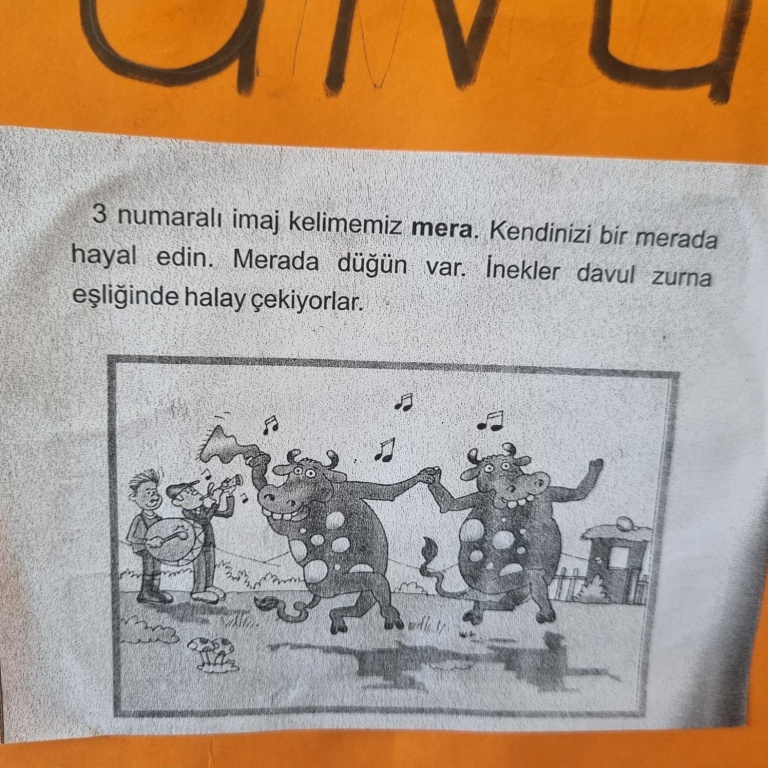 3 numaralı imaj kelimemiz mera. Kendinizi bir merada
hayal edin. Merada düğün var. İnekler davul zurna
eşliğinde halay çekiyorlar.